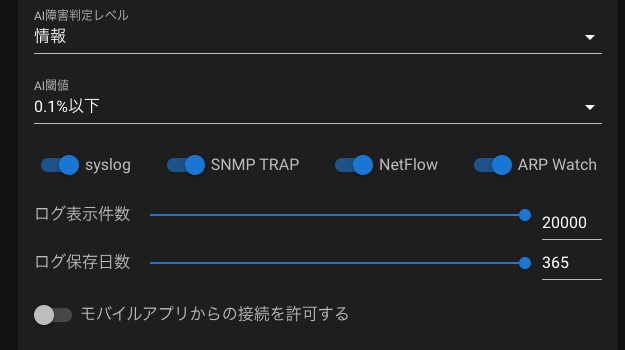 AI障害判定レベル
情報
AI閾値
0.1%以下
syslog SNMP TRAP NetFlow ARP Watch
ログ表示件数 20000
ログ保存日数 365
モバイルアプリからの接続を許可する